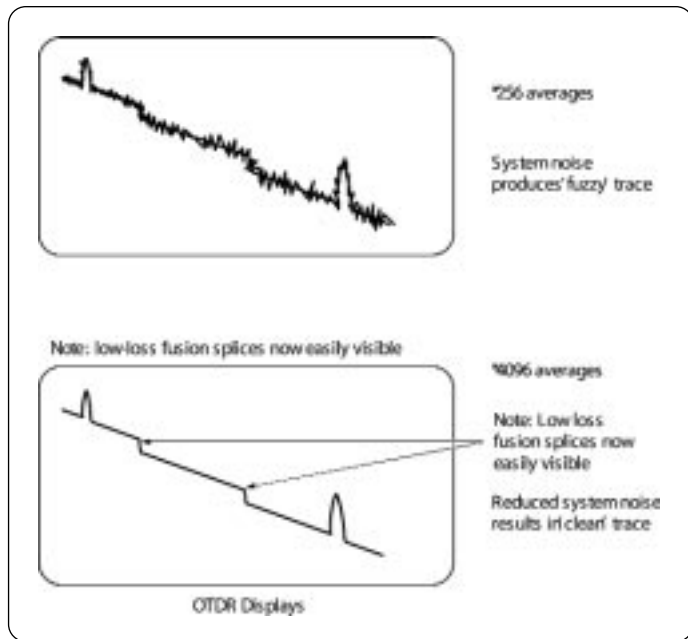 *256 averages
System noise
produces 'fuzzy' trace
Note: low-loss fusion splices now easily visible
*4096 averages
Note: Low loss
fusion splices now
easily visible
Reduced system noise
results in 'clean' trace
OTDR Displays